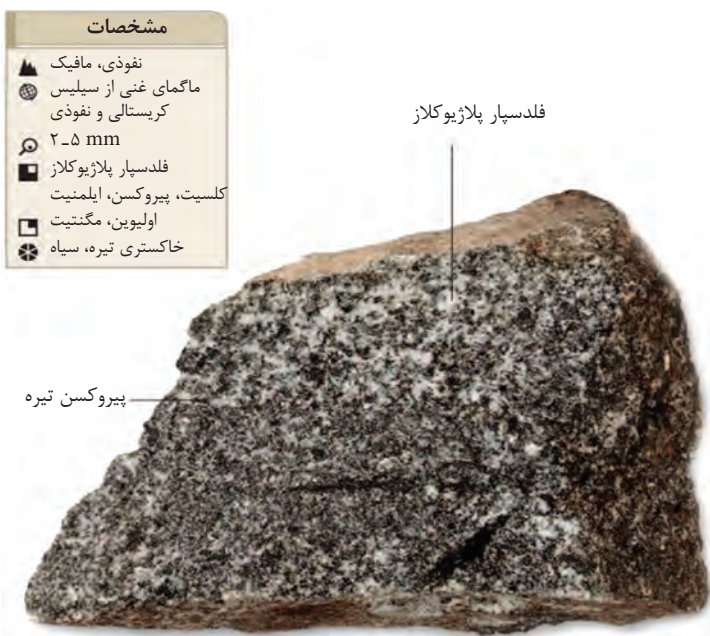 مشخصات
نفوذی، مافیک
ماگمای غنی از سیلیس
کریستالی و نفوذی
۲ـ۵ mm
فلدسپار پلاژیوکلاز
کلسیت، پیروکسن، ایلمنیت
اولیوین، مگنتیت
خاکستری تیره، سیاه
فلدسپار پلاژیوکلاز
پیروکسن تیره